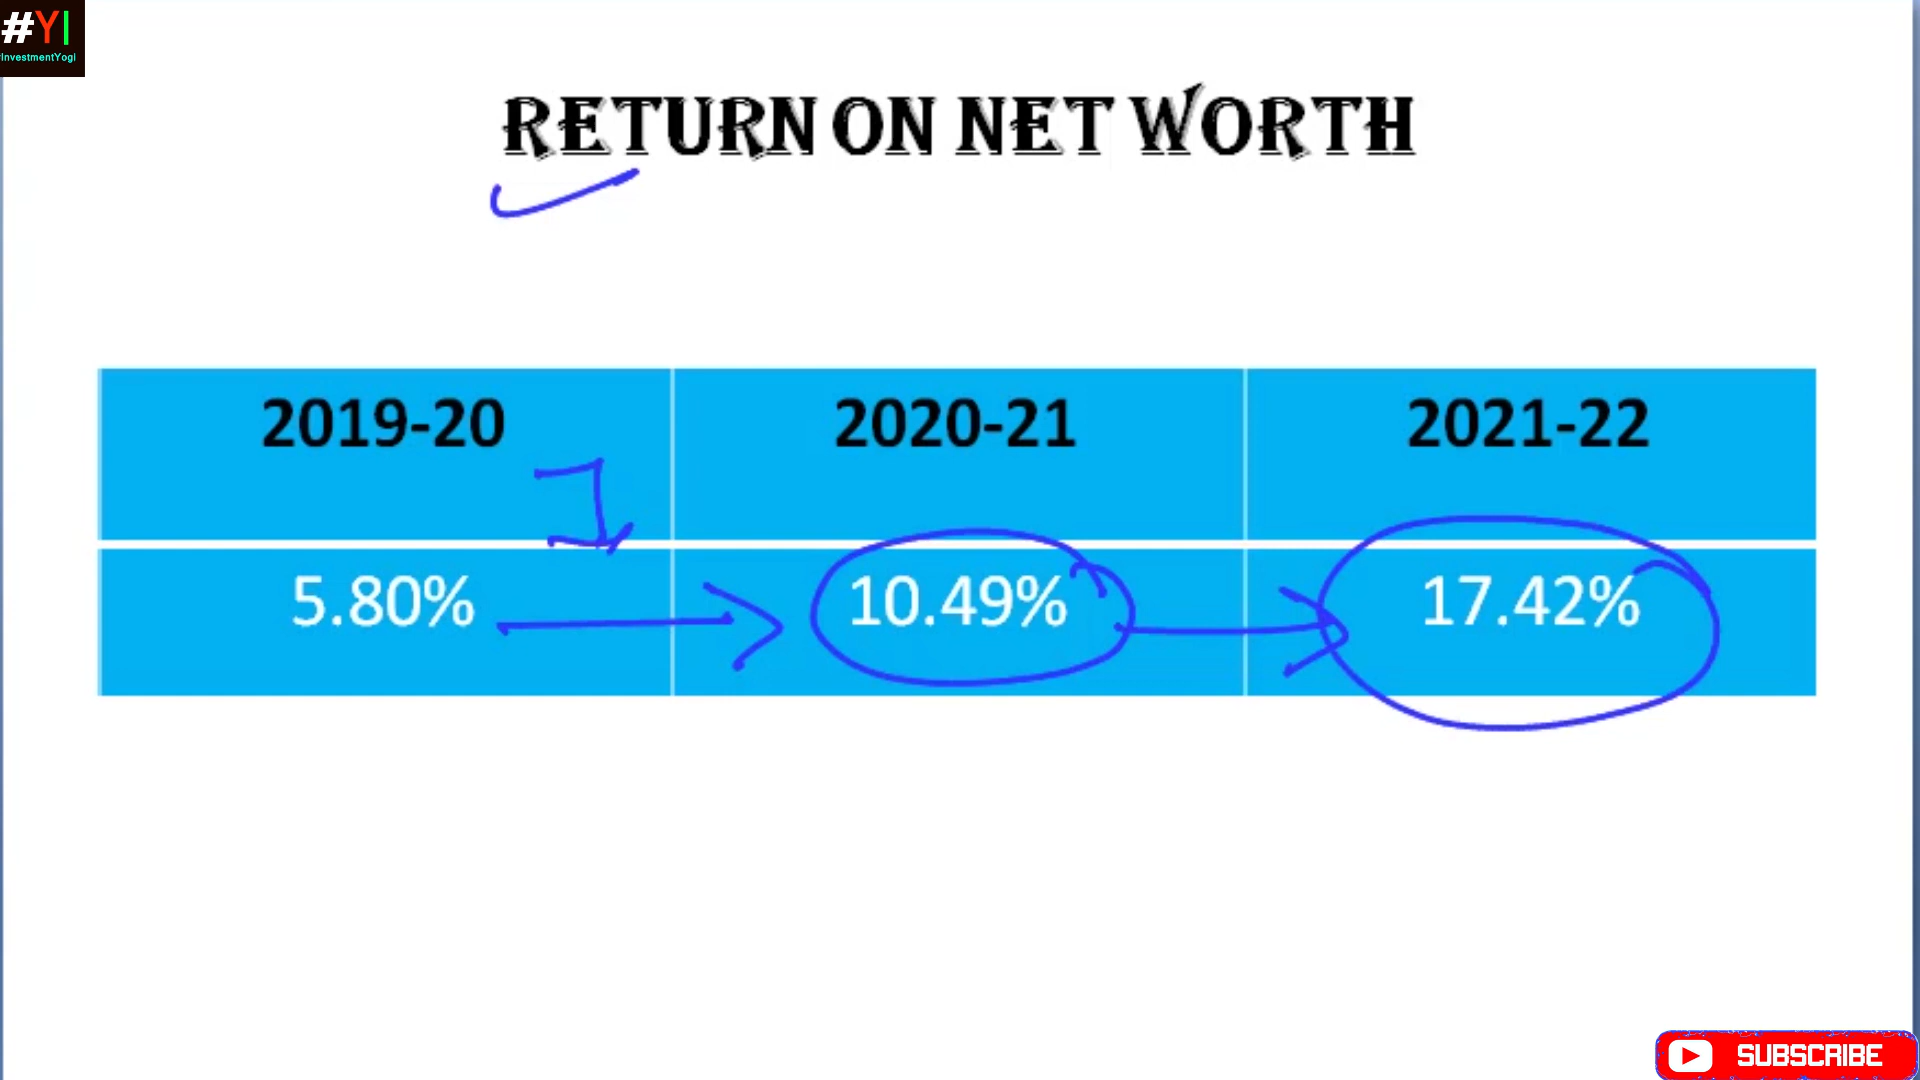 #YI
InvestmentYogi
RETURN ON NET WORTH
2019-20 2020-21 2021-22
5.80% 10.49% 17.42%
SUBSCRIBE